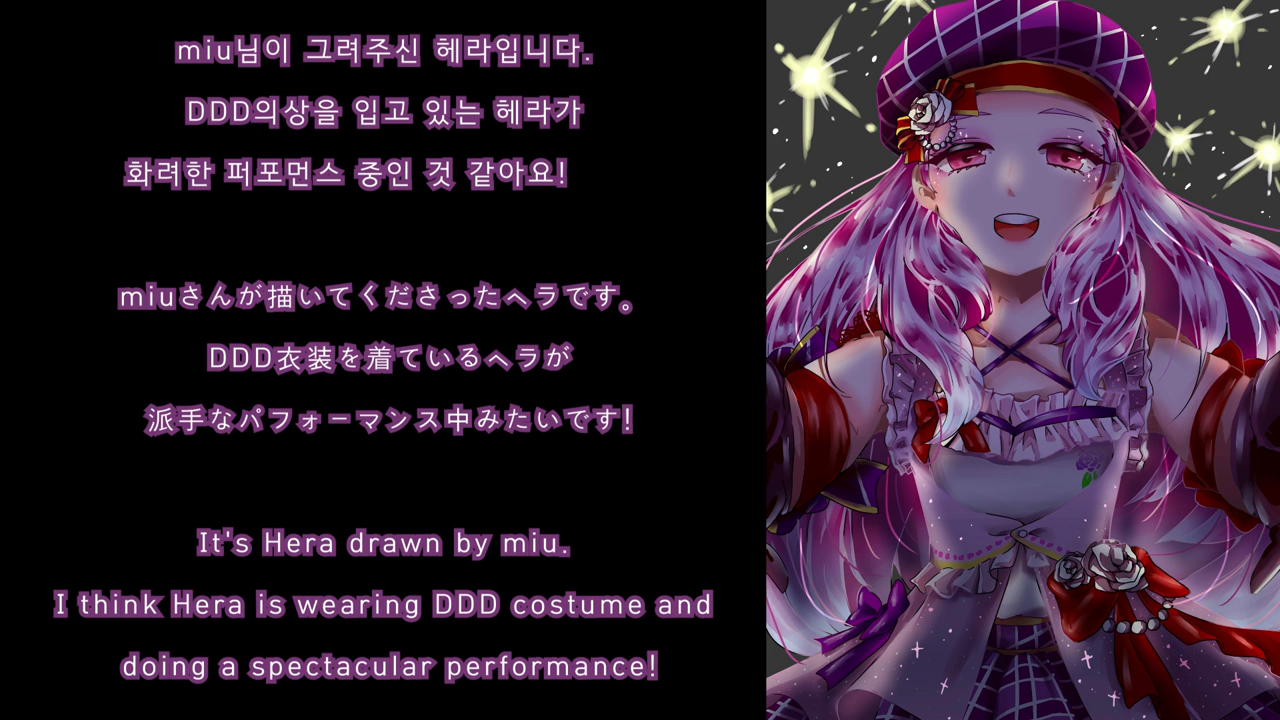 miu님이 그려주신 헤라입니다.
DDD의상을 입고 있는 헤라가
화려한 퍼포먼스 중인 것 같아요!
miuさんが描いてくださったヘラです。
DDD衣装を着ているヘラが
派手なパフォーマンス中みたいです!
It's Hera drawn by miu.
I think Hera is wearing DDD costume and
doing a spectacular performance!